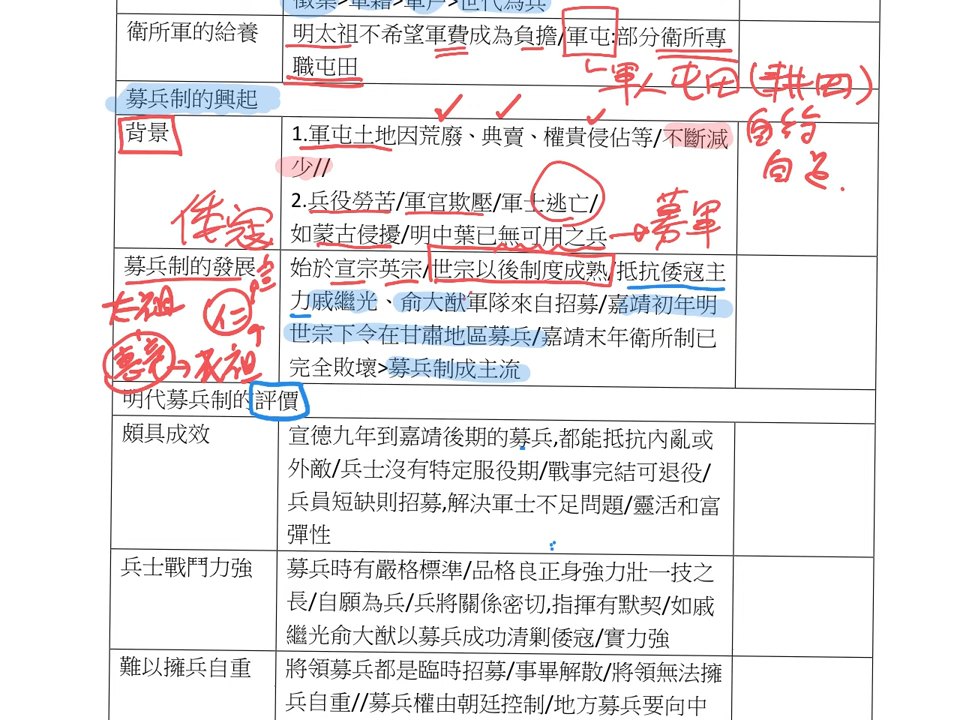 徵集>軍籍>軍戶>世代為兵
衛所軍的給養
明太祖不希望軍費成為負擔/軍屯:部分衛所專
職屯田
軍人屯田(耕田)
自給
自足.
募兵制的興起
背景
1.軍屯土地因荒廢、典賣、權貴侵佔等/不斷減
少//
2.兵役勞苦/軍官欺壓/軍士逃亡/
如蒙古侵擾/明中葉已無可用之兵
募軍
倭寇
募兵制的發展
始於宣宗英宗/世宗以後制度成熟/抵抗倭寇主
力戚繼光、俞大猷軍隊來自招募/嘉靖初年明
世宗下令在甘肅地區募兵/嘉靖末年衛所制已
完全敗壞>募兵制成主流
太祖
仁
惠帝→成祖
明代募兵制的評價
頗具成效
宣德九年到嘉靖後期的募兵,都能抵抗內亂或
外敵/兵士沒有特定服役期/戰事完結可退役/
兵員短缺則招募,解決軍士不足問題/靈活和富
彈性
兵士戰鬥力強
募兵時有嚴格標準/品格良正身強力壯一技之
長/自願為兵/兵將關係密切,指揮有默契/如戚
繼光俞大猷以募兵成功清剿倭寇/實力強
難以擁兵自重
將領募兵都是臨時招募/事畢解散/將領無法擁
兵自重//募兵權由朝廷控制/地方募兵要向中